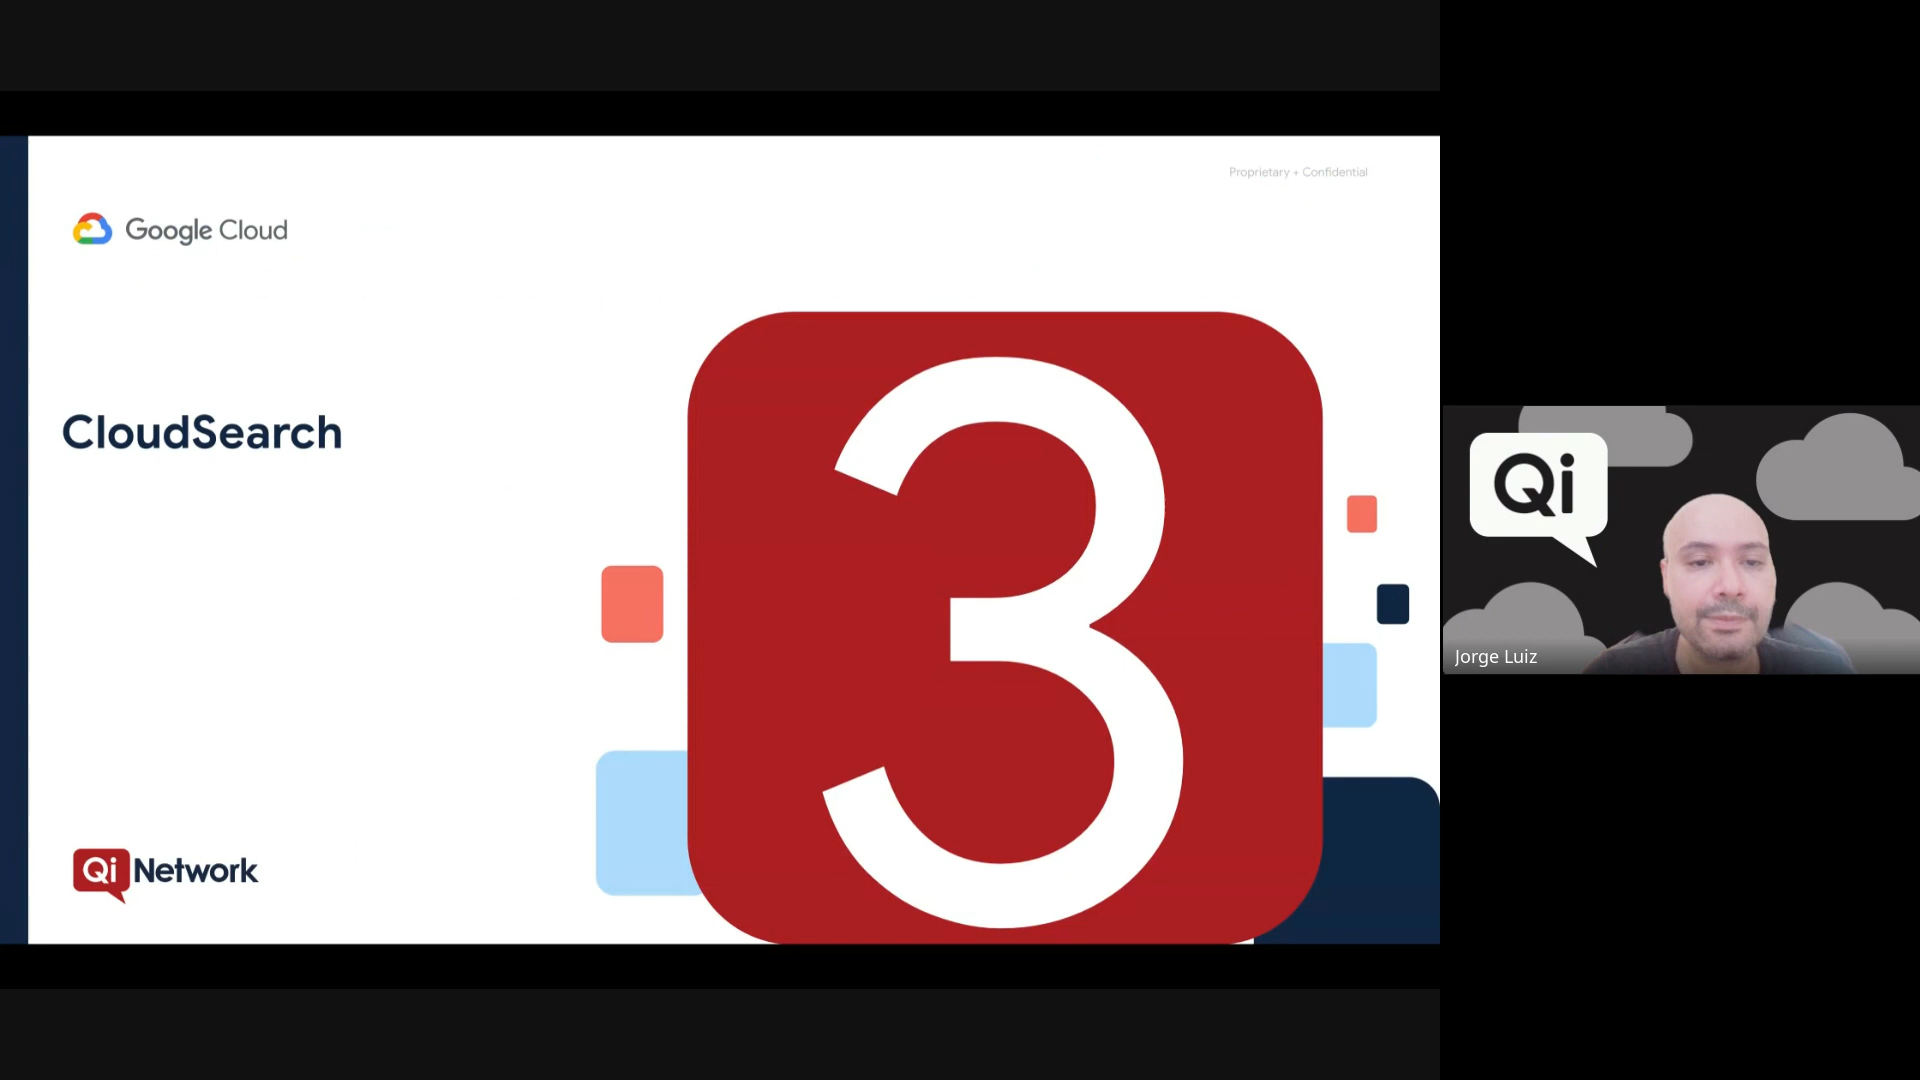 Proprietary + Confidential
Google Cloud
CloudSearch
3
Qi Network
Qi
Jorge Luiz